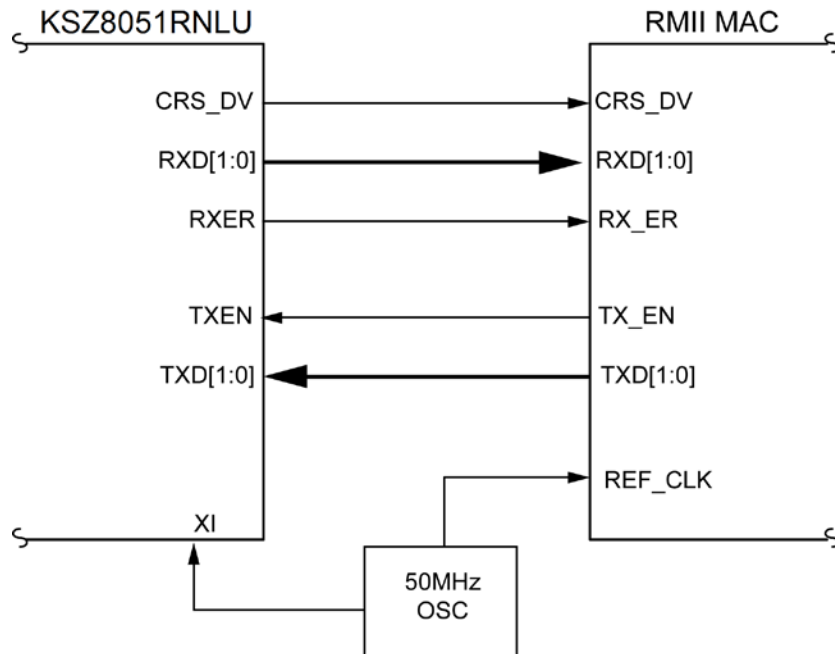 KSZ8051RNLU
RMII MAC
CRS_DV
CRS_DV
RXD[1:0]
RXD[1:0]
RXER
RX_ER
TXEN
TX_EN
TXD[1:0]
TXD[1:0]
REF_CLK
XI
50MHz
OSC